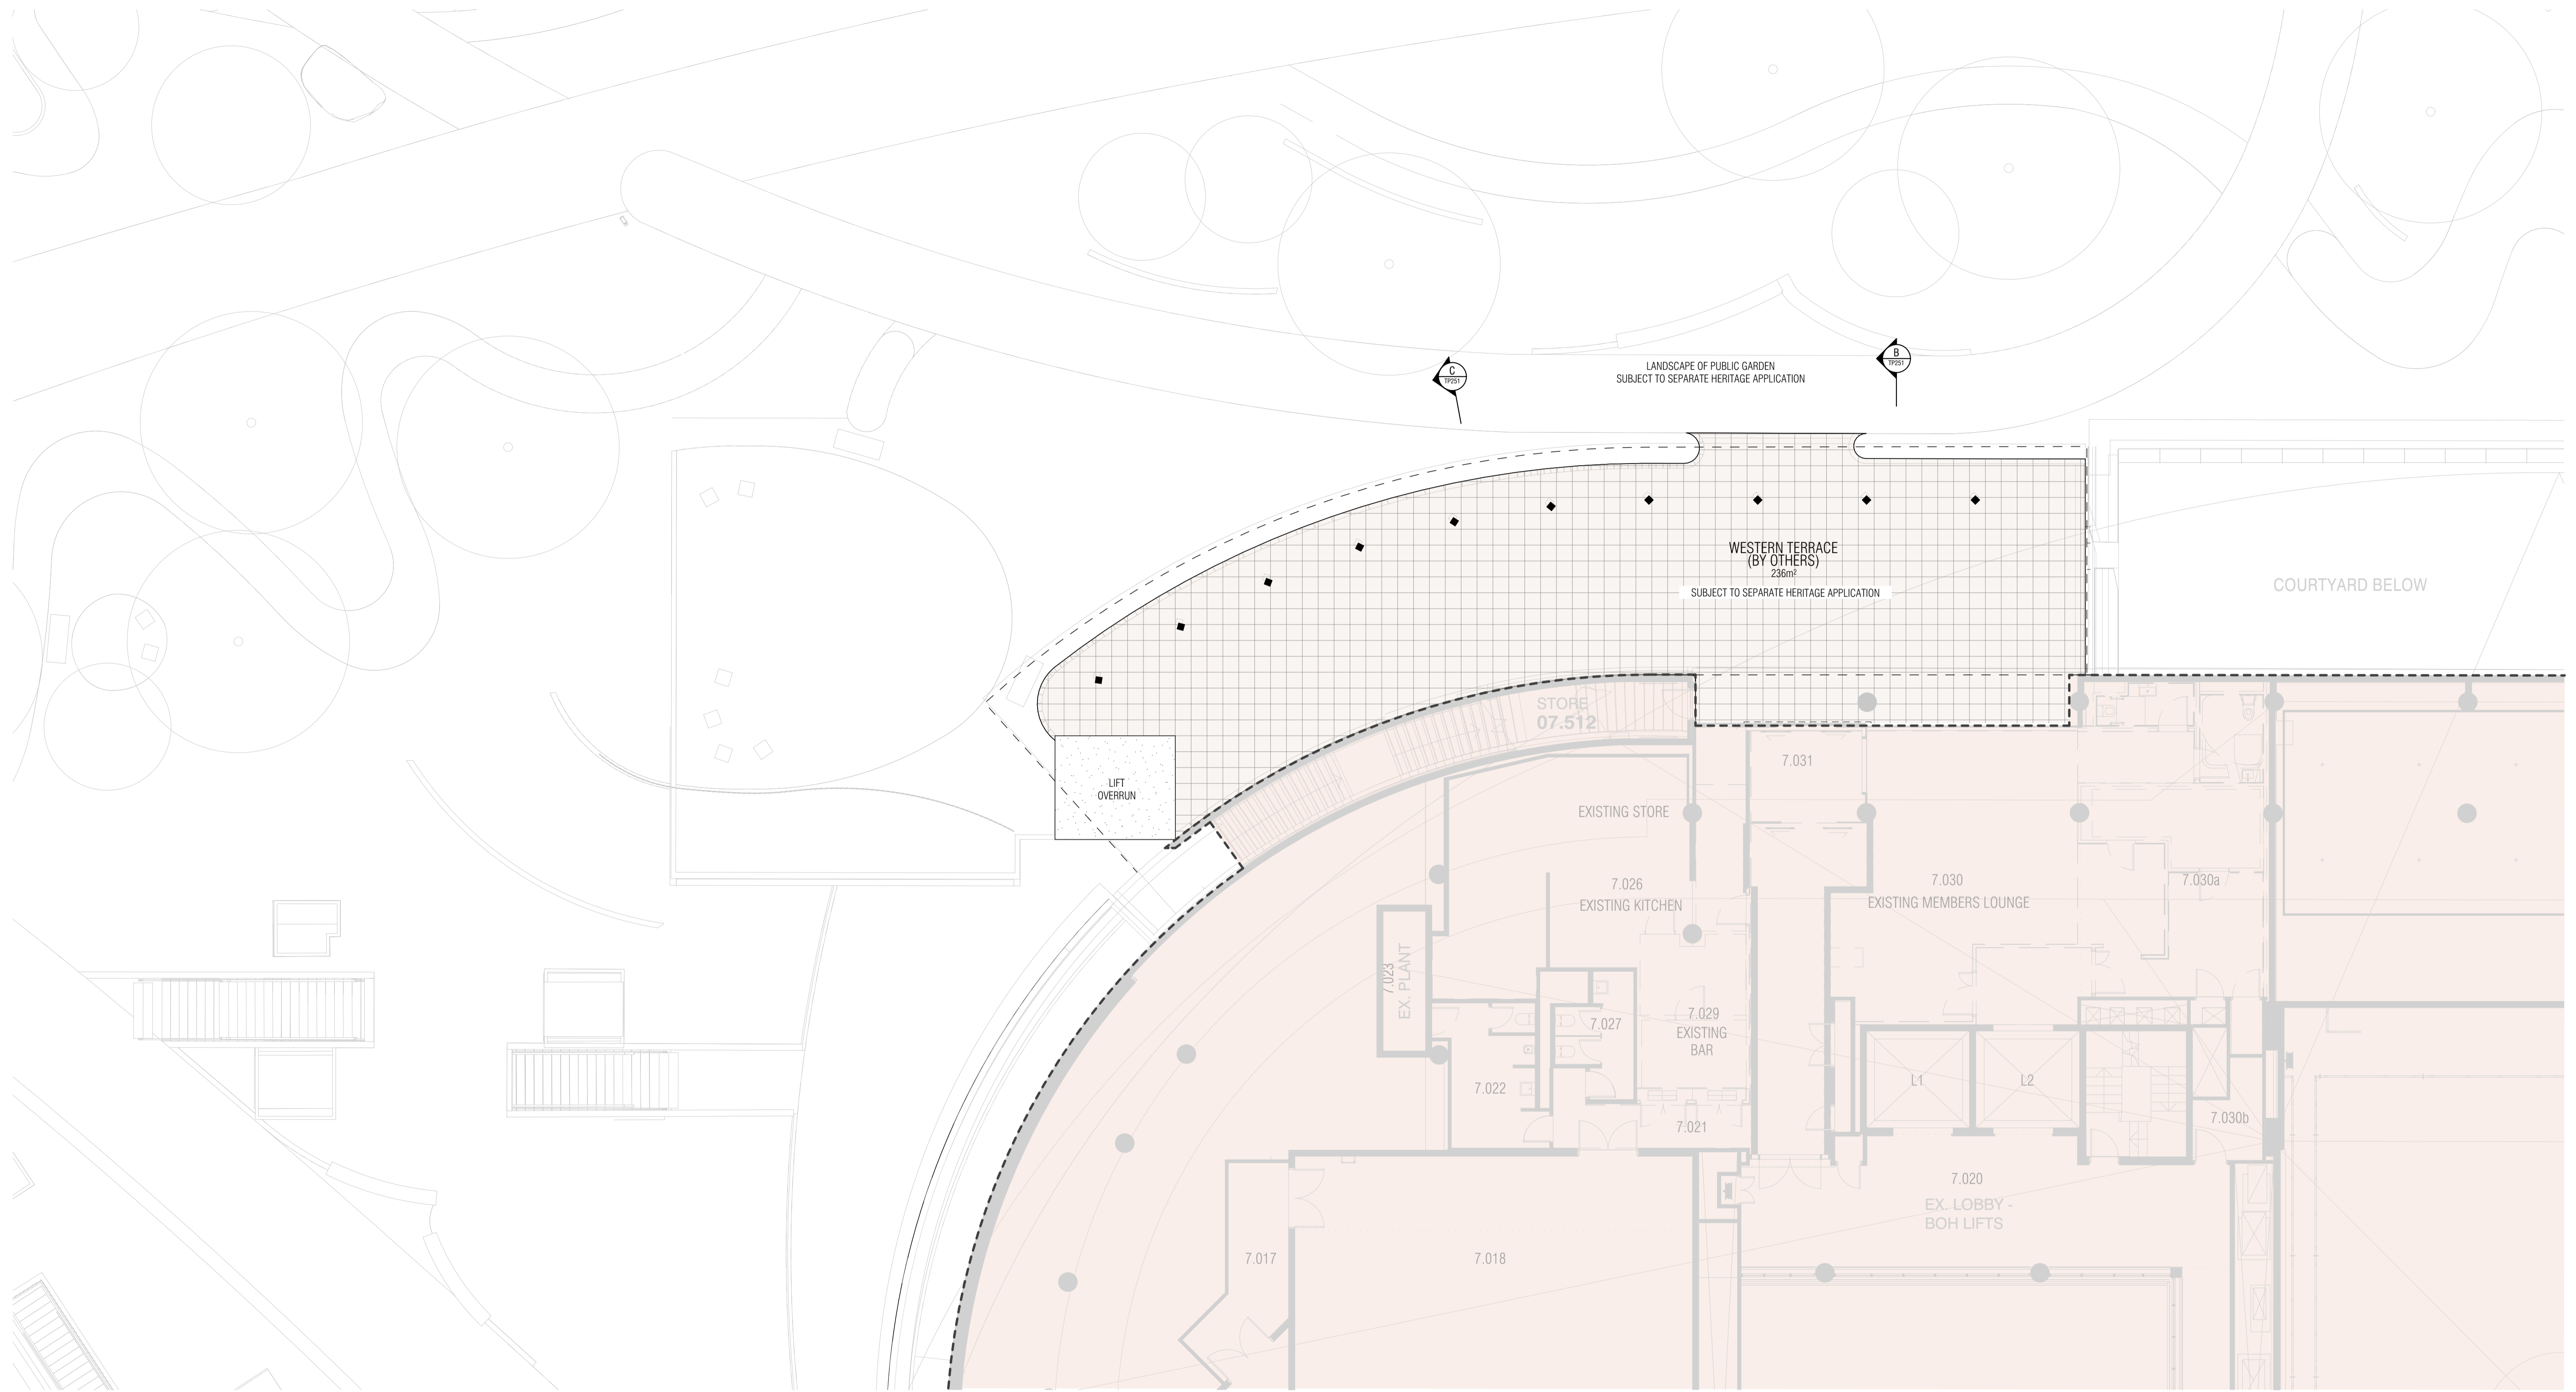 C
TP251
LANDSCAPE OF PUBLIC GARDEN
SUBJECT TO SEPARATE HERITAGE APPLICATION
B
TP251
WESTERN TERRACE
(BY OTHERS)
236m²
SUBJECT TO SEPARATE HERITAGE APPLICATION
COURTYARD BELOW
STORE
07.512
LIFT
OVERRUN
7.031
EXISTING STORE
7.026
EXISTING KITCHEN
7.030
EXISTING MEMBERS LOUNGE
7.030a
7.023
EX. PLANT
7.029
EXISTING
BAR
7.027
7.022
7.021
L1
L2
7.030b
7.020
EX. LOBBY -
BOH LIFTS
7.017
7.018